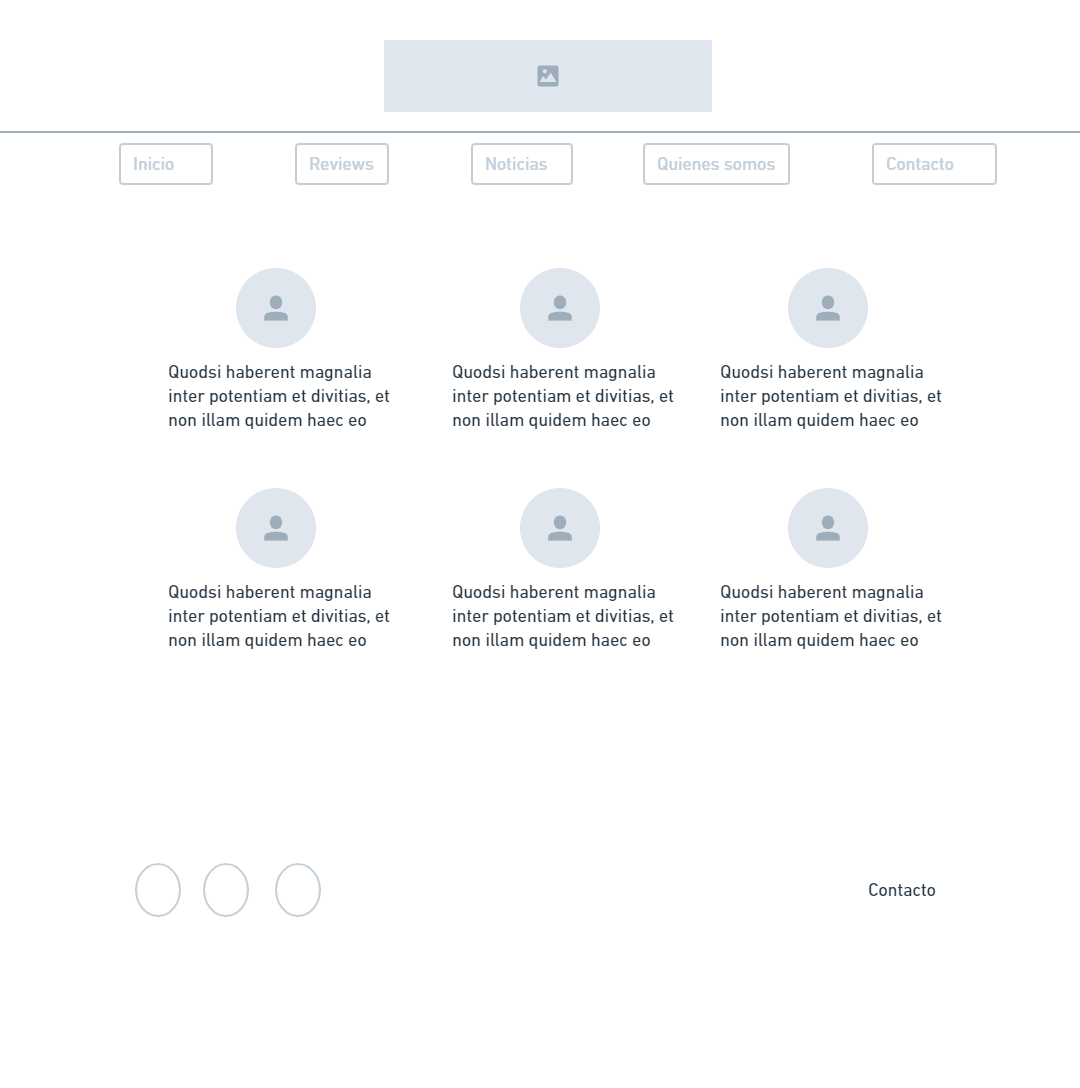 Inicio
Reviews
Noticias
Quienes somos
Contacto
Quodsi haberent magnalia
inter potentiam et divitias, et
non illam quidem haec eo
Quodsi haberent magnalia
inter potentiam et divitias, et
non illam quidem haec eo
Quodsi haberent magnalia
inter potentiam et divitias, et
non illam quidem haec eo
Quodsi haberent magnalia
inter potentiam et divitias, et
non illam quidem haec eo
Quodsi haberent magnalia
inter potentiam et divitias, et
non illam quidem haec eo
Quodsi haberent magnalia
inter potentiam et divitias, et
non illam quidem haec eo
Contacto